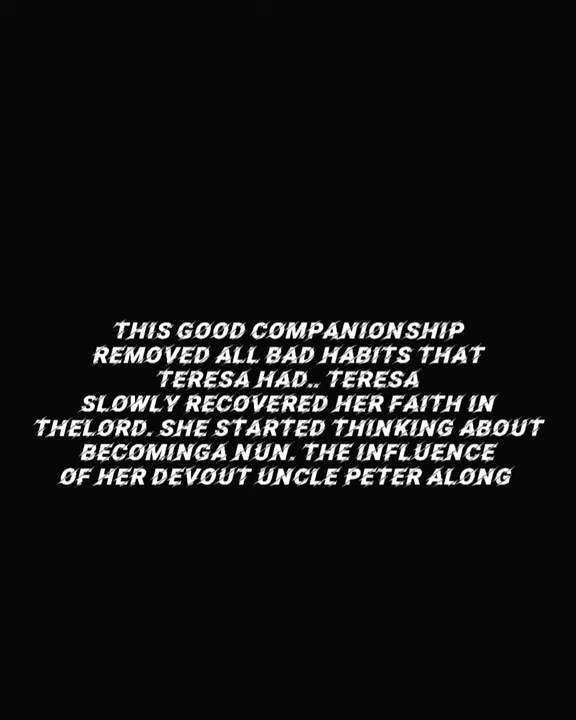 THIS GOOD COMPANIONSHIP
REMOVED ALL BAD HABITS THAT
TERESA HAD.. TERESA
SLOWLY RECOVERED HER FAITH IN
THELORD. SHE STARTED THINKING ABOUT
BECOMINGA NUN. THE INFLUENCE
OF HER DEVOUT UNCLE PETER ALONG